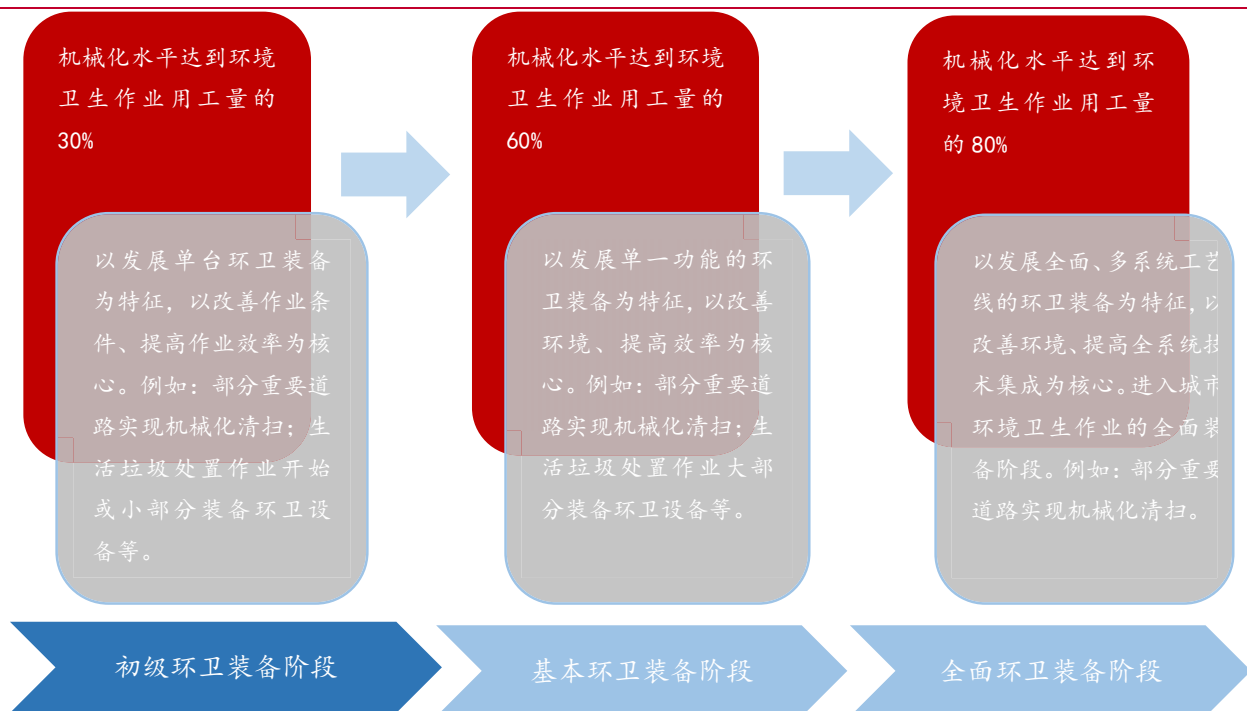 机械化水平达到环境
卫生作业用工量的
30%
以发展单台环卫装备
为特征，以改善作业条
件、提高作业效率为核
心。例如：部分重要道
路实现机械化清扫；生
活垃圾处置作业开始
或小部分装备环卫设
备等。
初级环卫装备阶段
机械化水平达到环境
卫生作业用工量的
60%
以发展单一功能的环
卫装备为特征，以改善
环境、提高效率为核
心。例如：部分重要道
路实现机械化清扫；生
活垃圾处置作业大部
分装备环卫设备等。
基本环卫装备阶段
机械化水平达到环
境卫生作业用工量
的 80%
以发展全面、多系统工艺
线的环卫装备为特征，以
改善环境、提高全系统技
术集成为核心。进入城市
环境卫生作业的全面装
备阶段。例如：部分重要
道路实现机械化清扫。
全面环卫装备阶段